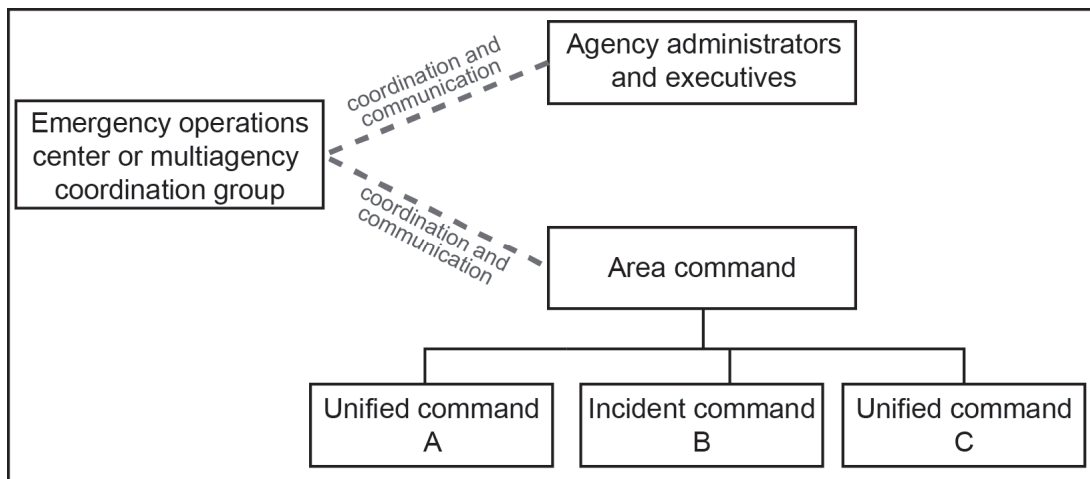 Agency administrators
and executives
coordination and
communication
Emergency operations
center or multiagency
coordination group
coordination and
communication
Area command
Unified command
A
Incident command
B
Unified command
C